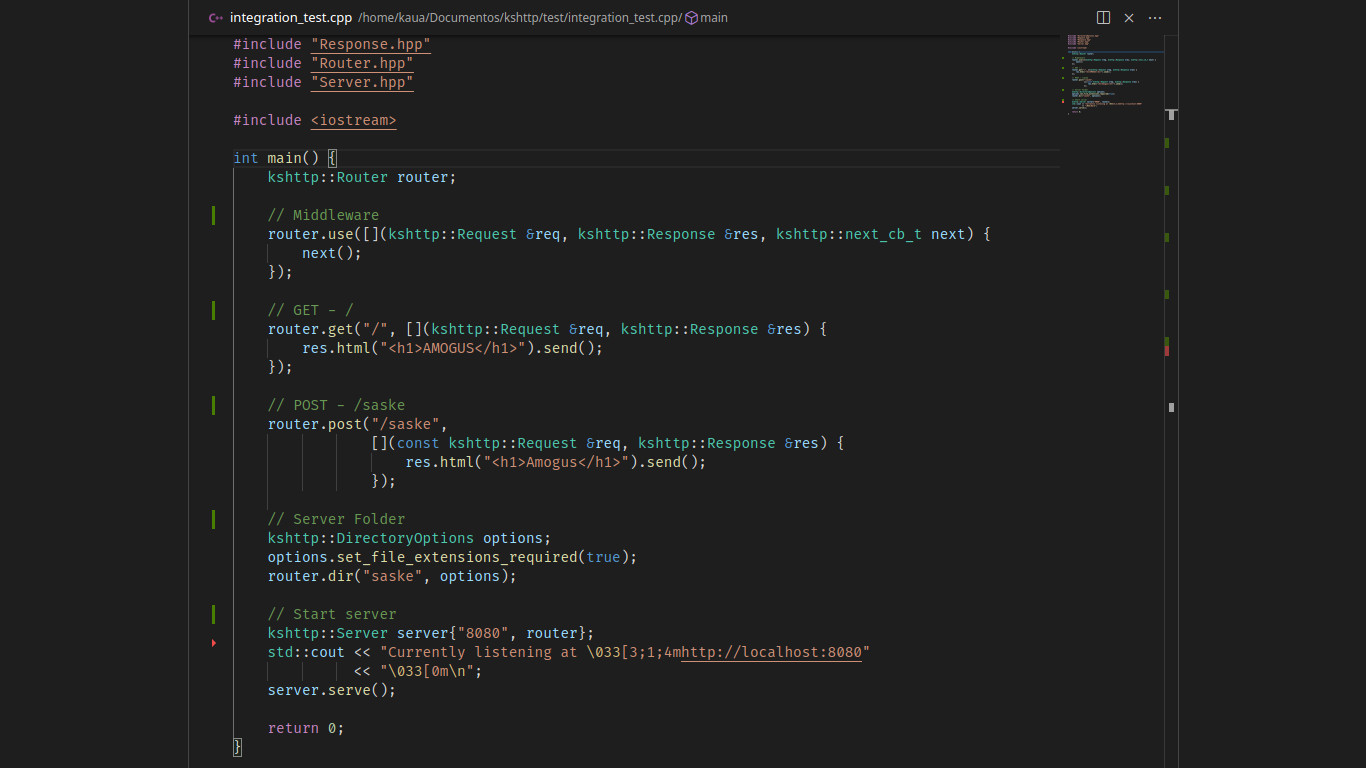 integration_test.cpp /home/kaua/Documentos/kshttp/test/integration_test.cpp/ main
#include "Response.hpp"
#include "Router.hpp"
#include "Server.hpp"
#include <iostream>
int main() {
    kshttp::Router router;
    // Middleware
    router.use([](kshttp::Request &req, kshttp::Response &res, kshttp::next_cb_t next) {
        next();
    });
    // GET - /
    router.get("/", [](kshttp::Request &req, kshttp::Response &res) {
        res.html("<h1>AMOGUS</h1>").send();
    });
    // POST - /saske
    router.post("/saske",
                [](const kshttp::Request &req, kshttp::Response &res) {
                    res.html("<h1>Amogus</h1>").send();
                });
    // Server Folder
    kshttp::DirectoryOptions options;
    options.set_file_extensions_required(true);
    router.dir("saske", options);
    // Start server
    kshttp::Server server{"8080", router};
    std::cout << "Currently listening at \033[3;1;4mhttp://localhost:8080"
              << "\033[0m\n";
    server.serve();
    return 0;
}